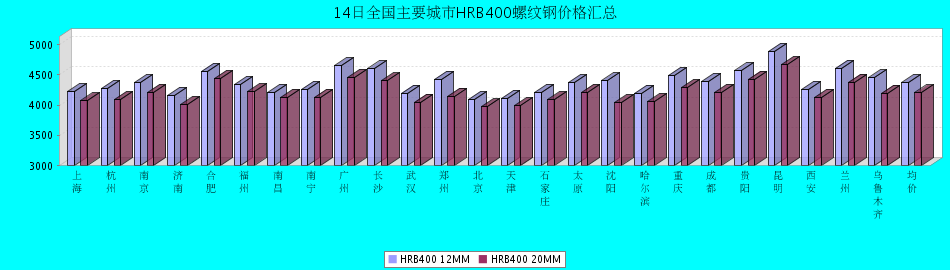 14日全国主要城市HRB400螺纹钢价格汇总
5000
4500
4000
3500
3000
上海 杭州 南京 济南 合肥 福州 南昌 南宁 广州 长沙 武汉 郑州 北京 天津 石家庄 太原 沈阳 哈尔滨 重庆 成都 贵阳 昆明 西安 兰州 乌鲁木齐 均价
HRB400 12MM HRB400 20MM